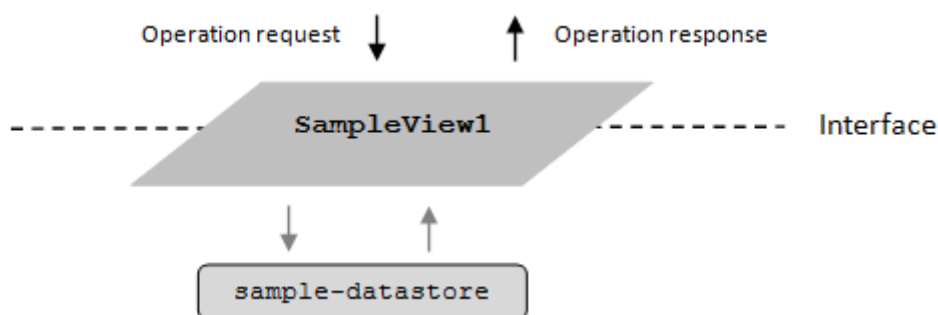 Operation request
Operation response
SampleView1
Interface
sample-datastore